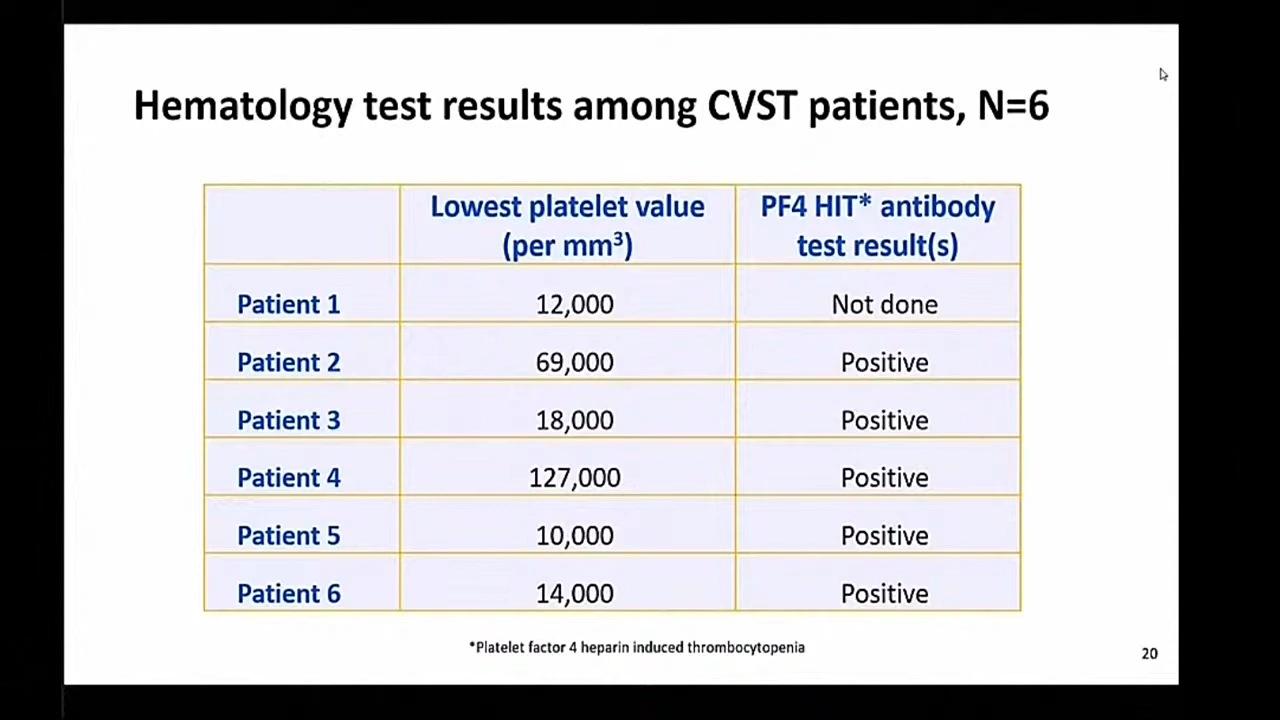 Hematology test results among CVST patients, N=6
Lowest platelet value
(per mm³)
PF4 HIT* antibody
test result(s)
Patient 1 12,000 Not done
Patient 2 69,000 Positive
Patient 3 18,000 Positive
Patient 4 127,000 Positive
Patient 5 10,000 Positive
Patient 6 14,000 Positive
*Platelet factor 4 heparin induced thrombocytopenia
20